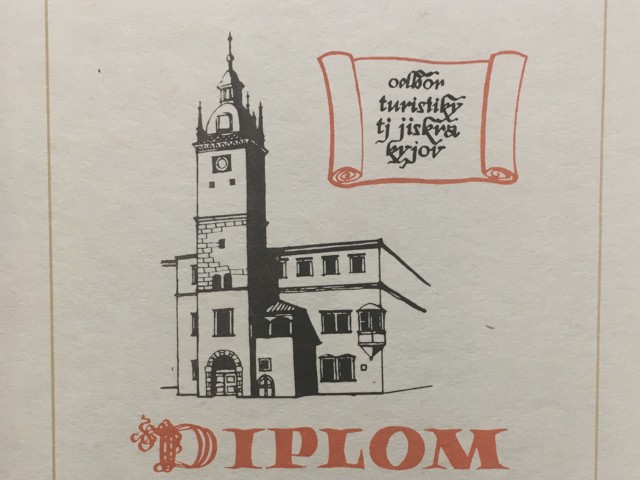 odbor
turistiky
tj jiskra
kyjov
DIPLOM